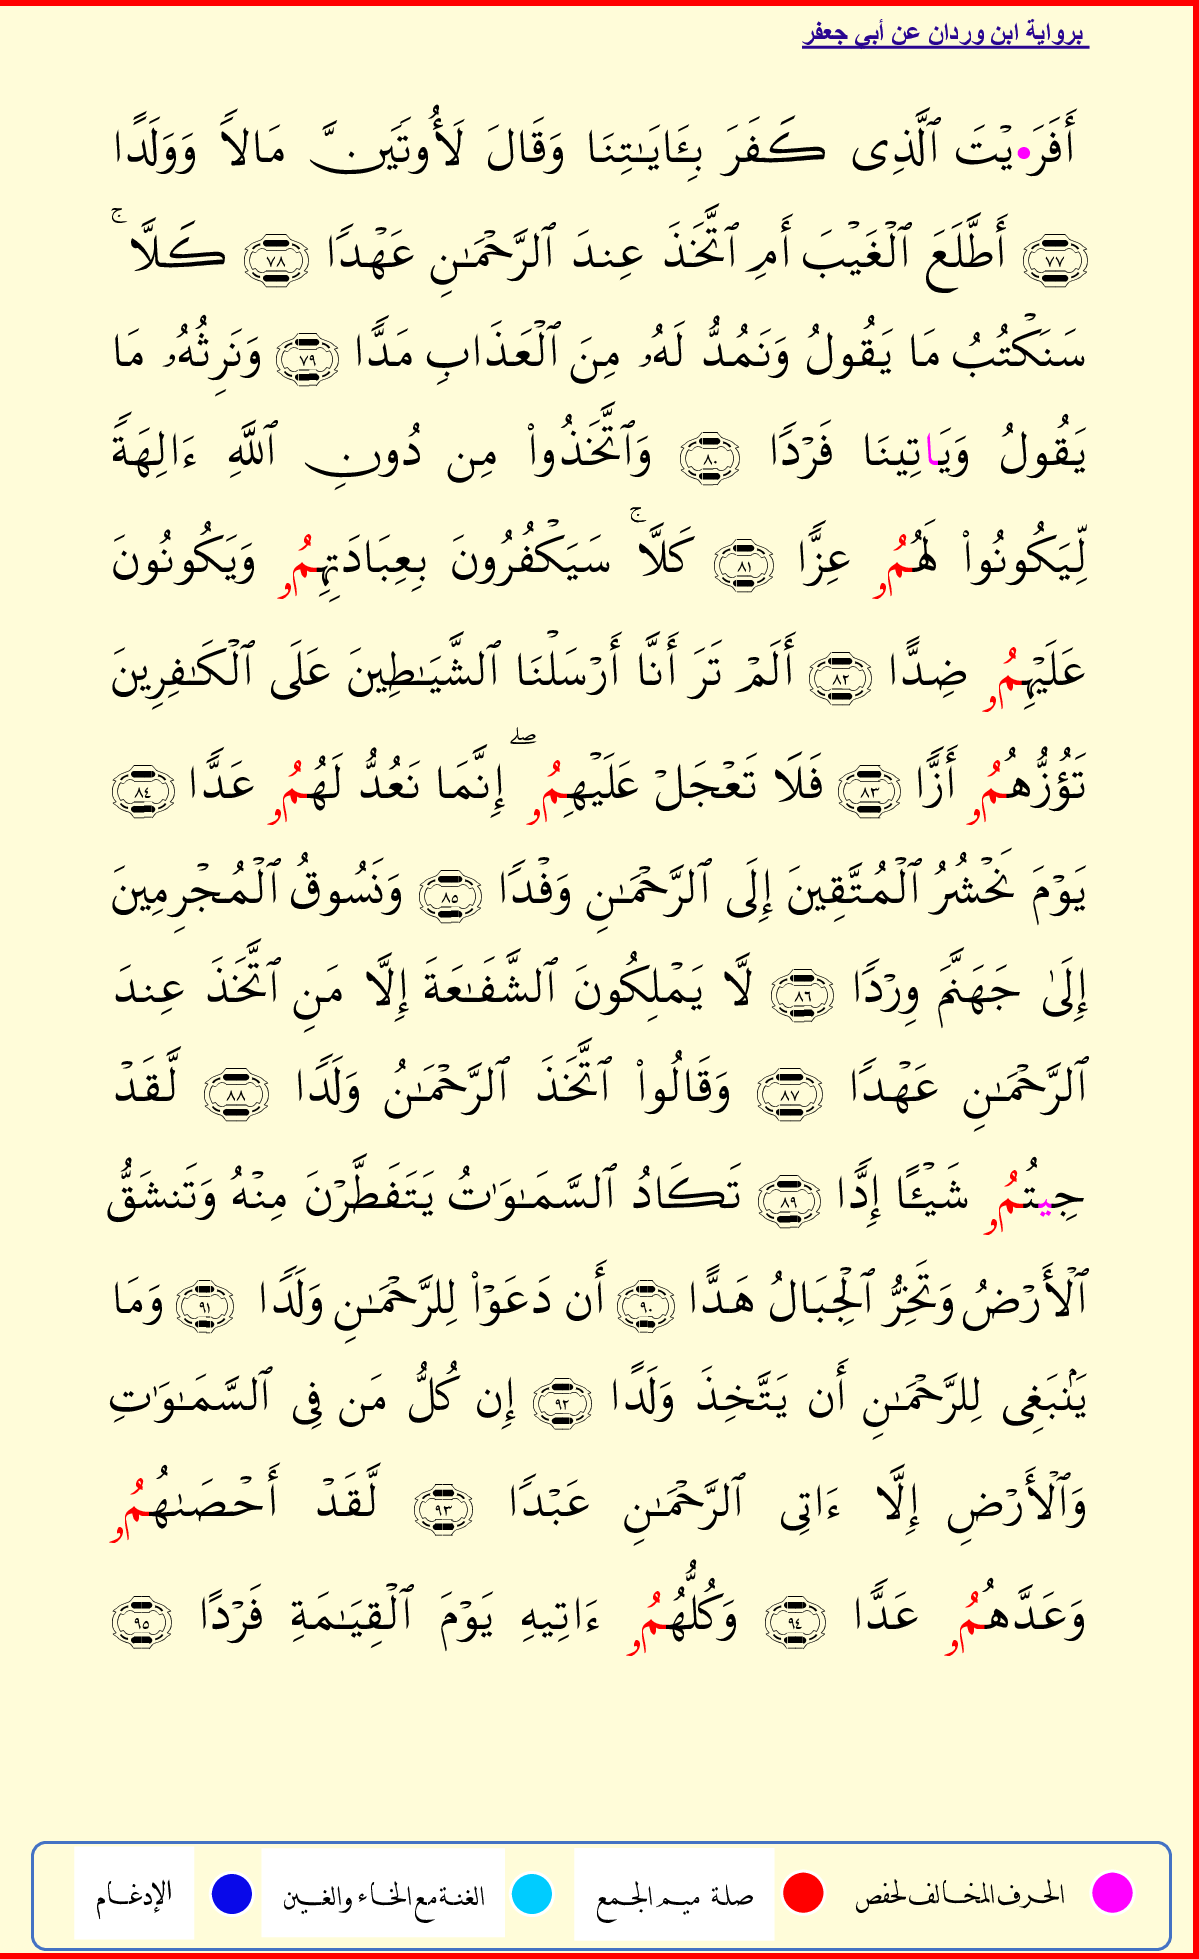 برواية ابن وردان عن أبي جعفر
أَفَرَ•يۡتَ ٱلَّذِى كَفَرَ بِـَٔايَـٰتِنَا وَقَالَ لَأُوتَيَنَّ مَالاً وَوَلَدًا
٧٧ أَطَّلَعَ ٱلۡغَيۡبَ أَمِ ٱتَّخَذَ عِندَ ٱلرَّحۡمَـٰنِ عَهۡدًا ٧٨ كَلَّاۚ
سَنَكۡتُبُ مَا يَقُولُ وَنَمُدُّ لَهُۥ مِنَ ٱلۡعَذَابِ مَدًّا ٧٩ وَنَرِثُهُۥ مَا
يَقُولُ وَيَاتِينَا فَرۡدًا ٨٠ وَٱتَّخَذُواْ مِن دُونِ ٱللَّهِ ءَالِهَةً
لِّيَكُونُواْ لَهُمُۥ عِزًّا ٨١ كَلَّاۚ سَيَكۡفُرُونَ بِعِبَادَتِهِمُۥ وَيَكُونُونَ
عَلَيۡهِمُۥ ضِدًّا ٨٢ أَلَمۡ تَرَ أَنَّا أَرۡسَلۡنَا ٱلشَّيَـٰطِينَ عَلَى ٱلۡكَـٰفِرِينَ
تَؤُزُّهُمُۥ أَزًّا ٨٣ فَلَا تَعۡجَلۡ عَلَيۡهِمُۥۖ إِنَّمَا نَعُدُّ لَهُمُۥ عَدًّا ٨٤
يَوۡمَ نَحۡشُرُ ٱلۡمُتَّقِينَ إِلَى ٱلرَّحۡمَـٰنِ وَفۡدًا ٨٥ وَنَسُوقُ ٱلۡمُجۡرِمِينَ
إِلَىٰ جَهَنَّمَ وِرۡدًا ٨٦ لَّا يَمۡلِكُونَ ٱلشَّفَـٰعَةَ إِلَّا مَنِ ٱتَّخَذَ عِندَ
ٱلرَّحۡمَـٰنِ عَهۡدًا ٨٧ وَقَالُواْ ٱتَّخَذَ ٱلرَّحۡمَـٰنُ وَلَدًا ٨٨ لَّقَدۡ
جِيتُمُۥ شَيۡـًٔا إِدًّا ٨٩ تَكَادُ ٱلسَّمَـٰوَٰتُ يَتَفَطَّرۡنَ مِنۡهُ وَتَنشَقُّ
ٱلۡأَرۡضُ وَتَخِرُّ ٱلۡجِبَالُ هَدًّا ٩٠ أَن دَعَوۡاْ لِلرَّحۡمَـٰنِ وَلَدًا ٩١ وَمَا
يَنۢبَغِى لِلرَّحۡمَـٰنِ أَن يَتَّخِذَ وَلَدًا ٩٢ إِن كُلُّ مَن فِى ٱلسَّمَـٰوَٰتِ
وَٱلۡأَرۡضِ إِلَّا ءَاتِى ٱلرَّحۡمَـٰنِ عَبۡدًا ٩٣ لَّقَدۡ أَحۡصَىٰهُمُۥ
وَعَدَّهُمُۥ عَدًّا ٩٤ وَكُلُّهُمُۥ ءَاتِيهِ يَوۡمَ ٱلۡقِيَـٰمَةِ فَرۡدًا ٩٥
الحرف المخالف لحفص صلة ميم الجمع الغنة مع الخاء والغين الإدغام